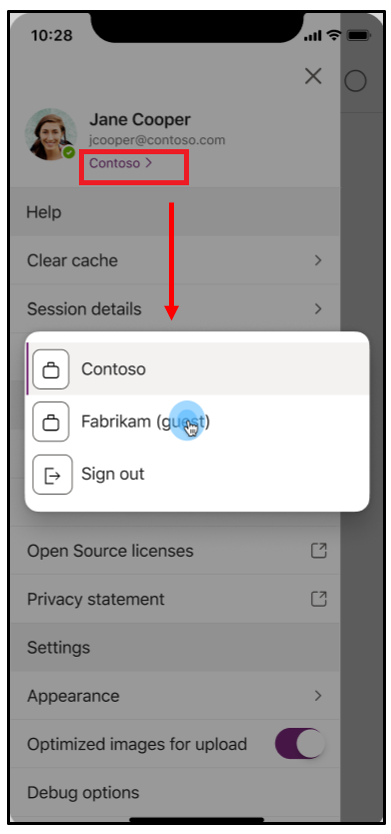 10:28
Jane Cooper
jcooper@contoso.com
Contoso >
Help
Clear cache
Session details
Contoso
Fabrikam (guest)
Sign out
Open Source licenses
Privacy statement
Settings
Appearance
Optimized images for upload
Debug options